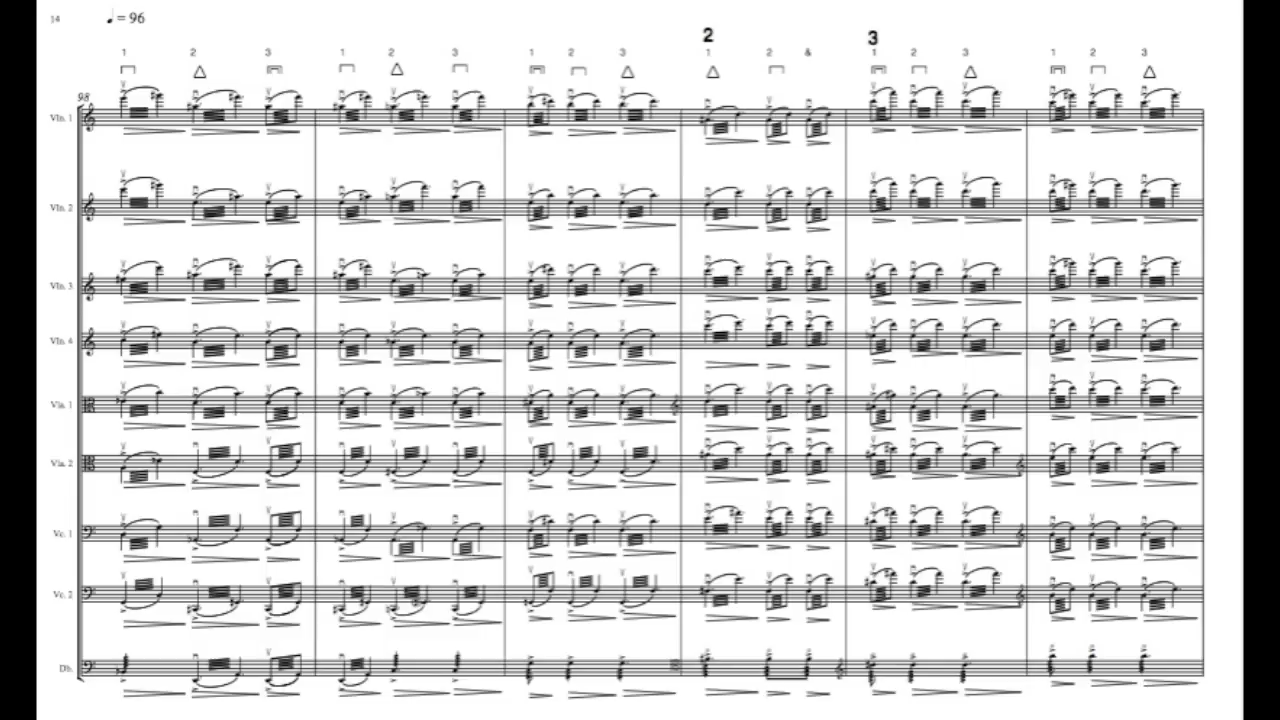 14
♩ = 96
2 3
1 2 3 1 2 3 1 2 3 1 2 & 1 2 3 1 2 3
98
Vln. 1
Vln. 2
Vln. 3
Vln. 4
Vla. 1
Vla. 2
Vc. 1
Vc. 2
Db.